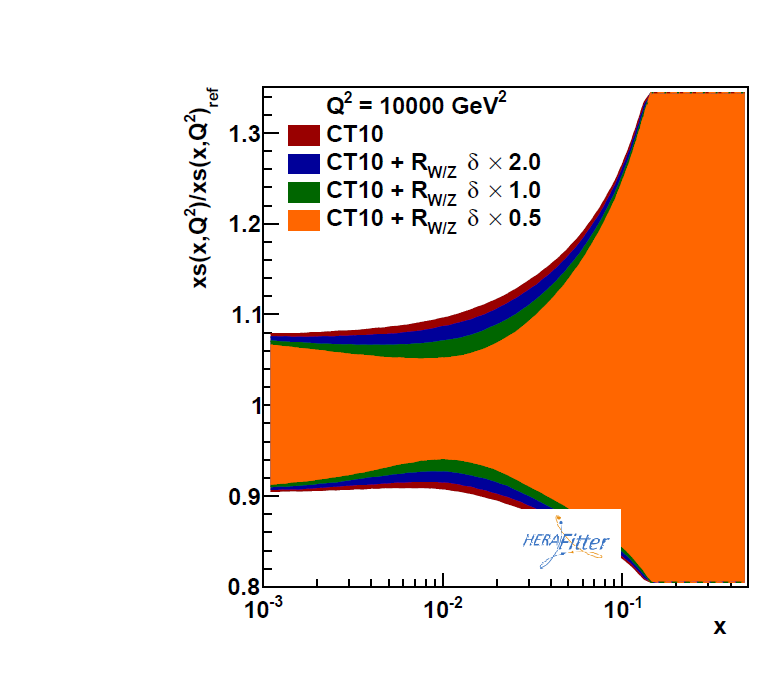 Q² = 10000 GeV²
CT10
CT10 + R_W/Z δ × 2.0
CT10 + R_W/Z δ × 1.0
CT10 + R_W/Z δ × 0.5
xs(x,Q²)/xs(x,Q²)_ref
1.3
1.2
1.1
1
0.9
0.8
HERAFitter
10⁻³
10⁻²
10⁻¹
x